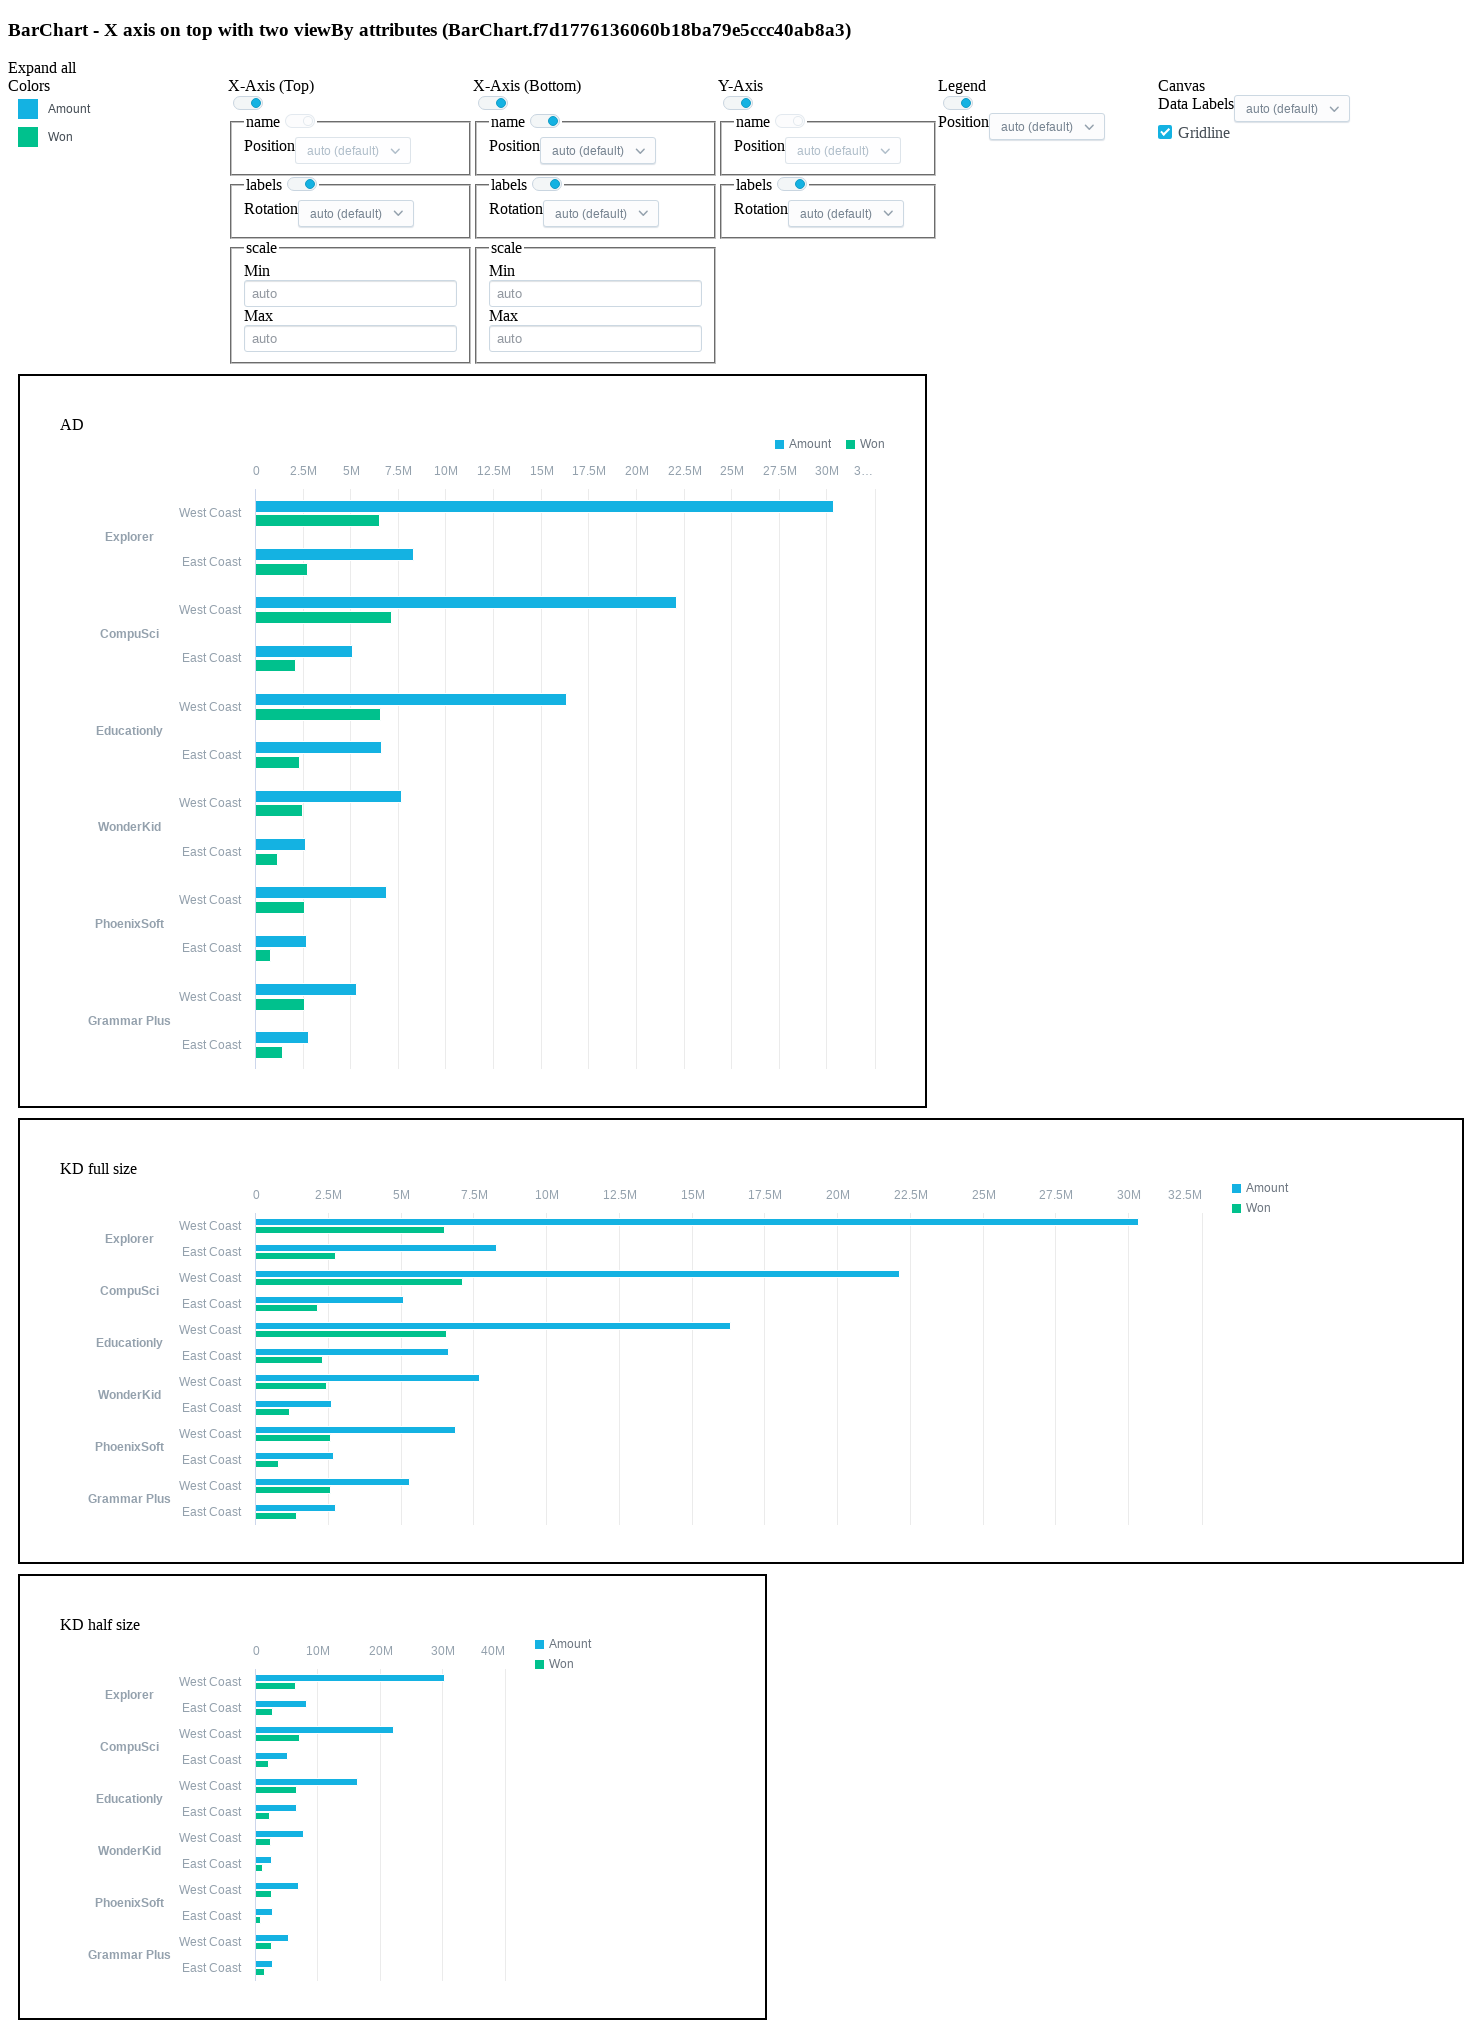 BarChart - X axis on top with two viewBy attributes (BarChart.f7d1776136060b18ba79e5ccc40ab8a3)
Expand all
Colors
Amount
Won
X-Axis (Top)
name
Position auto (default)
labels
Rotation auto (default)
scale
Min
auto
Max
auto
X-Axis (Bottom)
name
Position auto (default)
labels
Rotation auto (default)
scale
Min
auto
Max
auto
Y-Axis
name
Position auto (default)
labels
Rotation auto (default)
Legend
Position auto (default)
Canvas
Data Labels auto (default)
Gridline
AD
Amount Won
0 2.5M 5M 7.5M 10M 12.5M 15M 17.5M 20M 22.5M 25M 27.5M 30M 3…
Explorer
West Coast
East Coast
CompuSci
West Coast
East Coast
Educationly
West Coast
East Coast
WonderKid
West Coast
East Coast
PhoenixSoft
West Coast
East Coast
Grammar Plus
West Coast
East Coast
KD full size
Amount
Won
0 2.5M 5M 7.5M 10M 12.5M 15M 17.5M 20M 22.5M 25M 27.5M 30M 32.5M
Explorer
West Coast
East Coast
CompuSci
West Coast
East Coast
Educationly
West Coast
East Coast
WonderKid
West Coast
East Coast
PhoenixSoft
West Coast
East Coast
Grammar Plus
West Coast
East Coast
KD half size
Amount
Won
0 10M 20M 30M 40M
Explorer
West Coast
East Coast
CompuSci
West Coast
East Coast
Educationly
West Coast
East Coast
WonderKid
West Coast
East Coast
PhoenixSoft
West Coast
East Coast
Grammar Plus
West Coast
East Coast